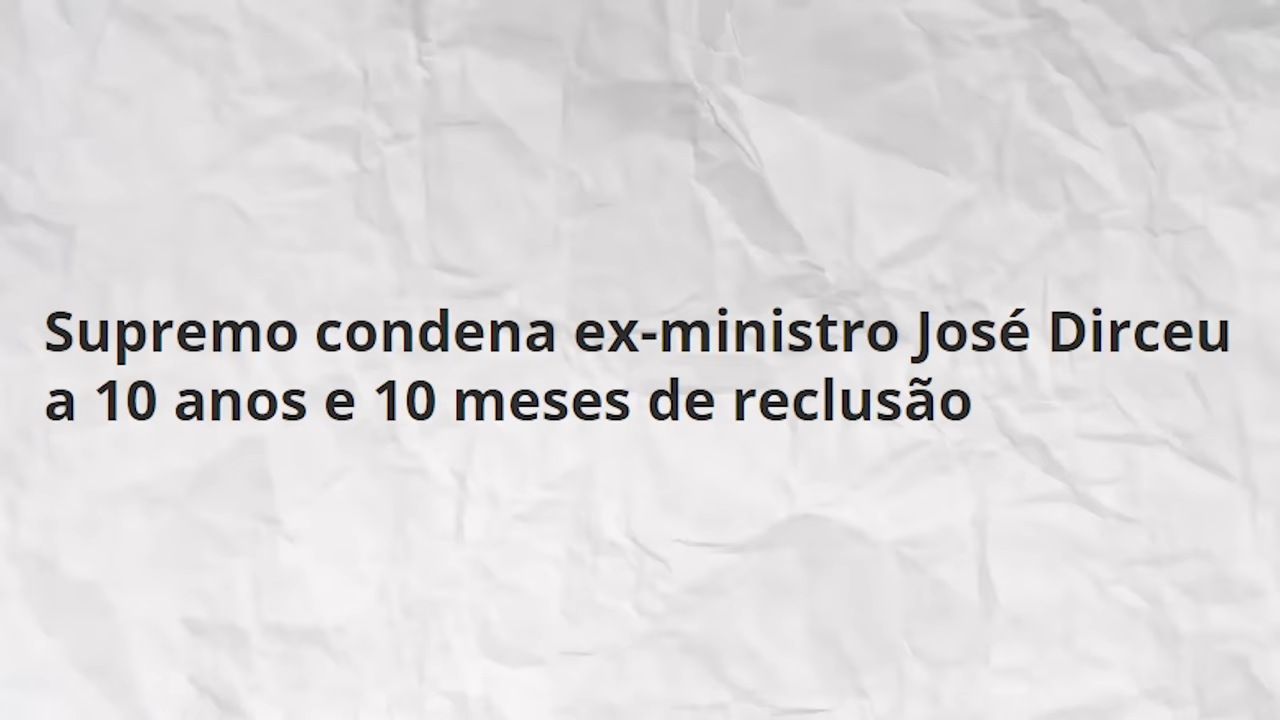 Supremo condena ex-ministro José Dirceu
a 10 anos e 10 meses de reclusão